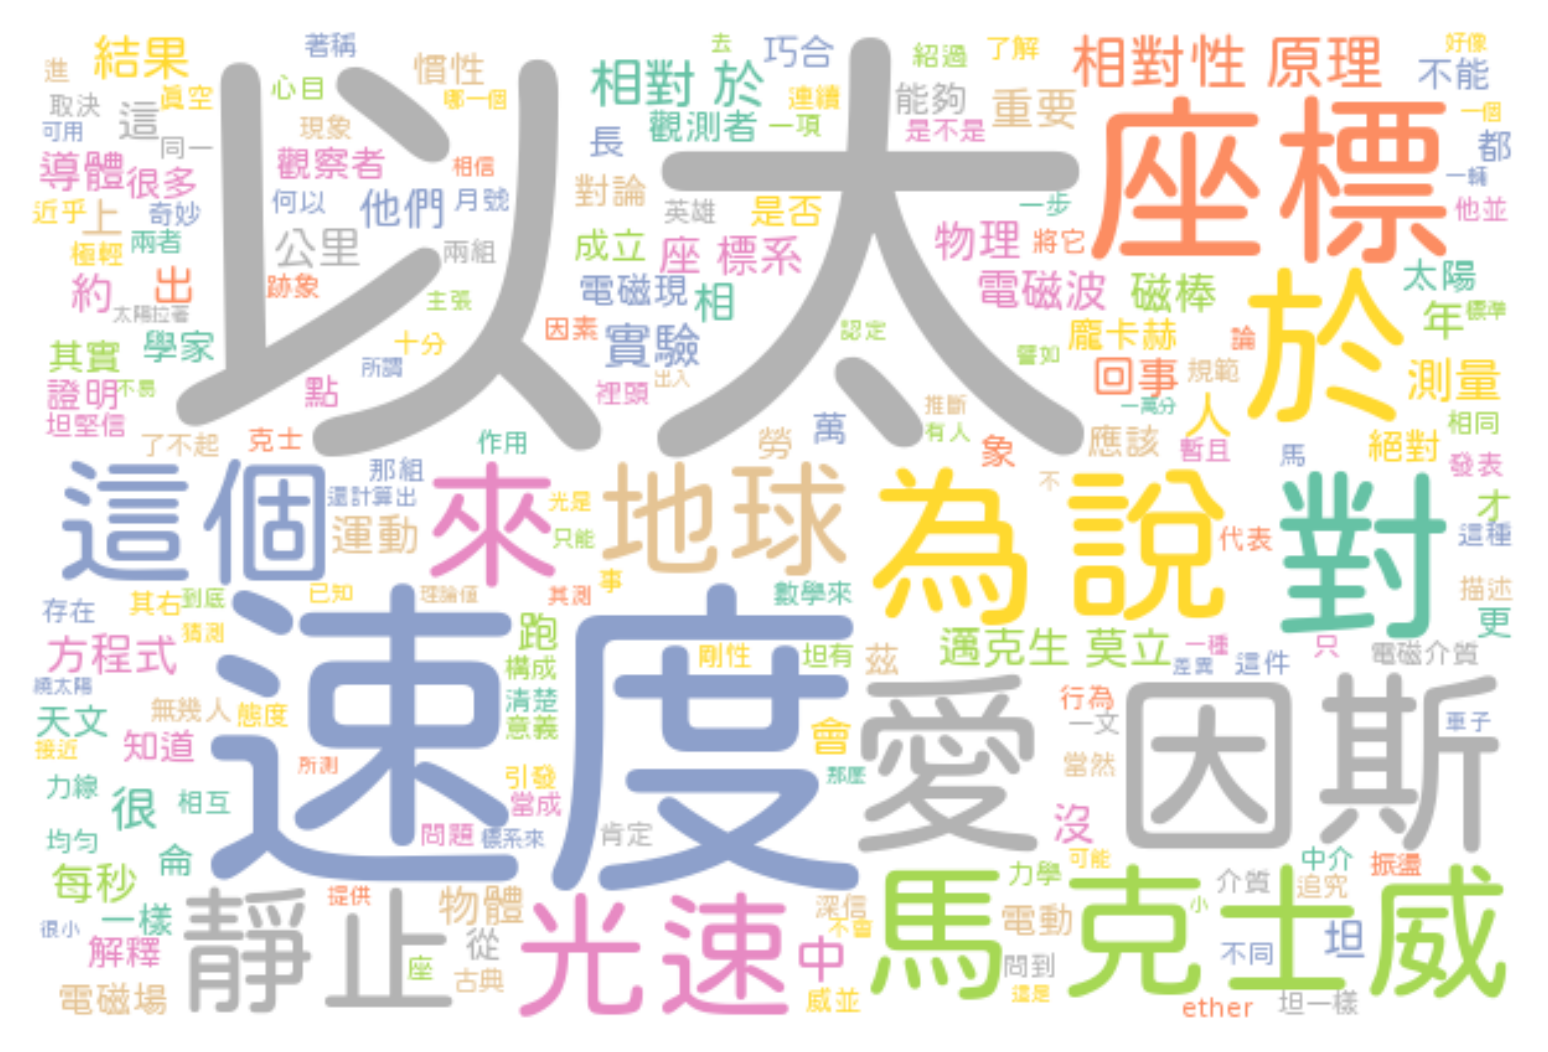 以太
結果
著稱
慣性
相對 於
去
巧合
紹過
了解
相對性 原理
好像
不能
進
取決
可用
真空
這
同一
心目
哪一個
現象
觀察者
相信
長
觀測者
一項
連續
能夠
是不是
重要
座標
一個
都
一輛
他並
導體
很多
近乎
上
奇妙
兩者
極輕
何以
他們
月號
公里
兩組
對論
英雄
是否
成立
座 標系
物理
一步
將它
約
出
太陽拉著
跡象
主張
電磁現
相
電磁波
磁棒
於
太陽
年
標準
其實
學家
十分
所謂
因素
實驗
認定
龐卡赫
譬如
論
證明
不易
坦堅信
點
裡頭
出入
回事
規範
測量
一萬分
人
推斷
有人
了不起
克士
作用
勞
萬
象
應該
暫且
馬
絕對
相同
發表
這個
那組
還計算出
運動
來
光是
只能
地球
為
不
說
代表
對
才
這種
存在
其右
到底
猜測
已知
理論值
其測
事
數學來
描述
更
方程式
繞太陽
速度
跑
構成
剛性
坦有
茲
邁克生 莫立
一種
差異
這件
只
電磁介質
天文
無幾人
態度
接近
知道
清楚
意義
會
愛因斯
行為
一文
車子
所測
引發
當成
那麼
當然
力線
很
相互
均勻
侖
問題
標系來
肯定
沒
每秒
力學
可能
中介
振盪
介質
追究
一樣
很小
解釋
電磁場
靜止
提供
物體
從
座
古典
光速
深信
不會
中
威並
馬克士威
電動
小
問到
這是
不同
坦
ether
坦一樣